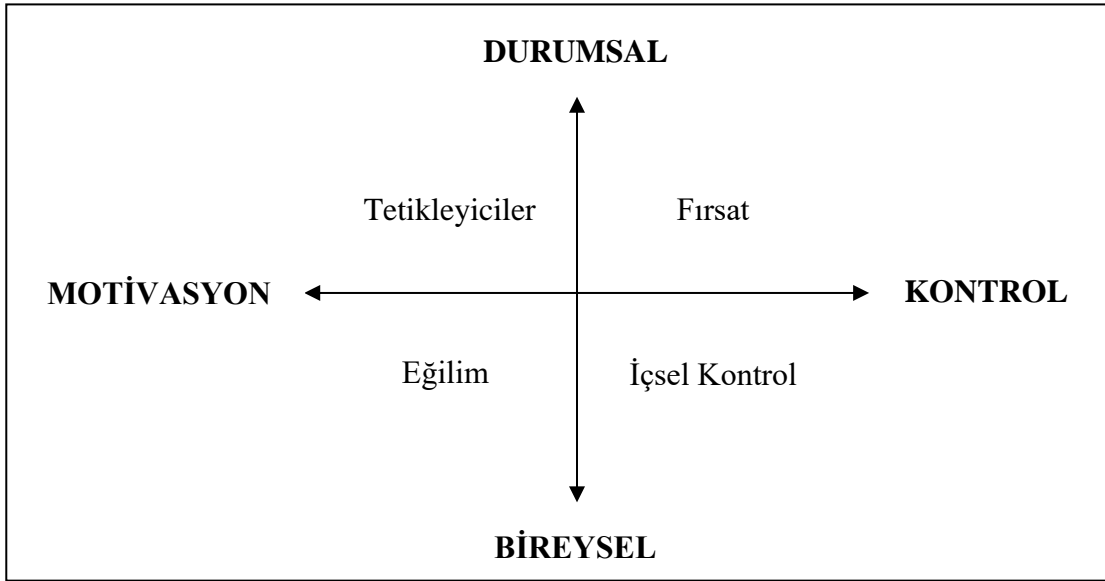 DURUMSAL
Tetikleyiciler Fırsat
MOTİVASYON KONTROL
Eğilim İçsel Kontrol
BİREYSEL